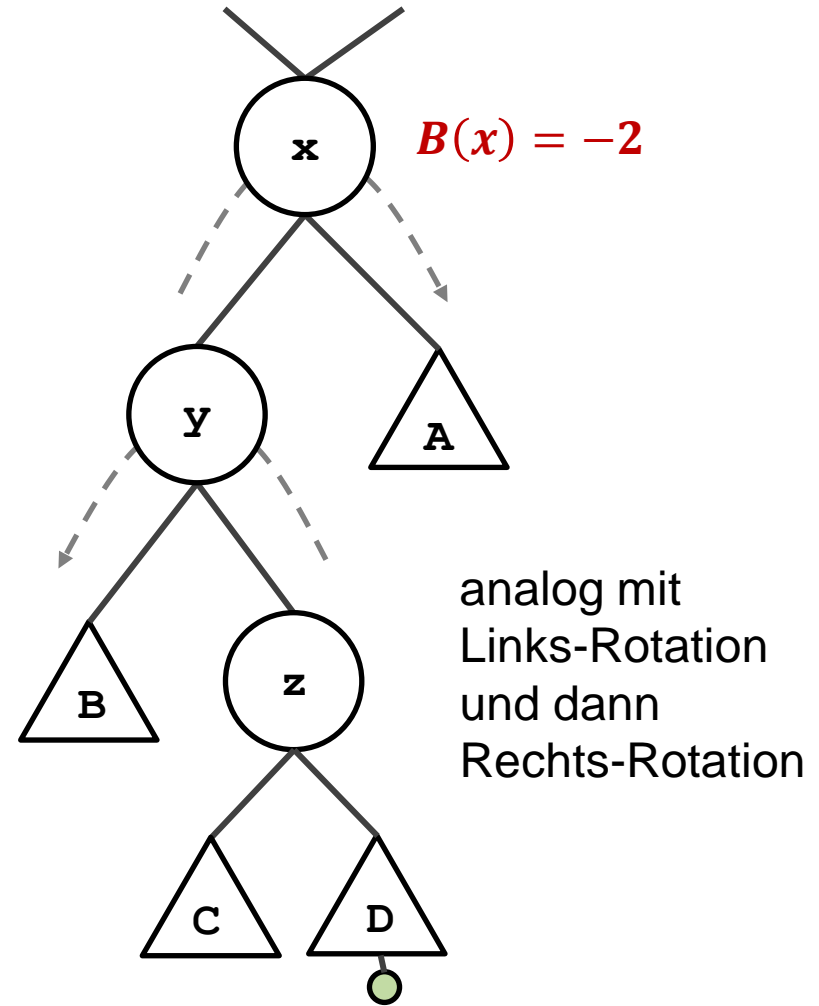 x
B(x) = −2
y
A
analog mit
Links-Rotation
und dann
Rechts-Rotation
B
z
C
D